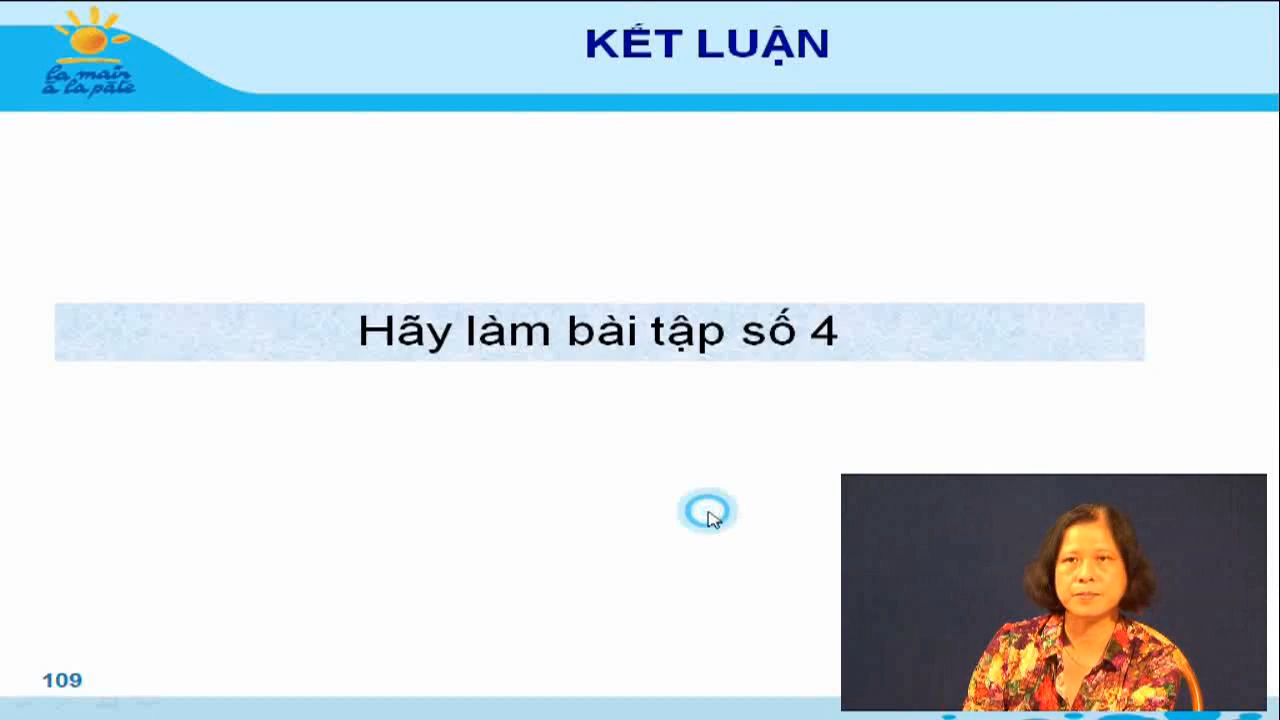 KẾT LUẬN
la main
à la pâte
Hãy làm bài tập số 4
109